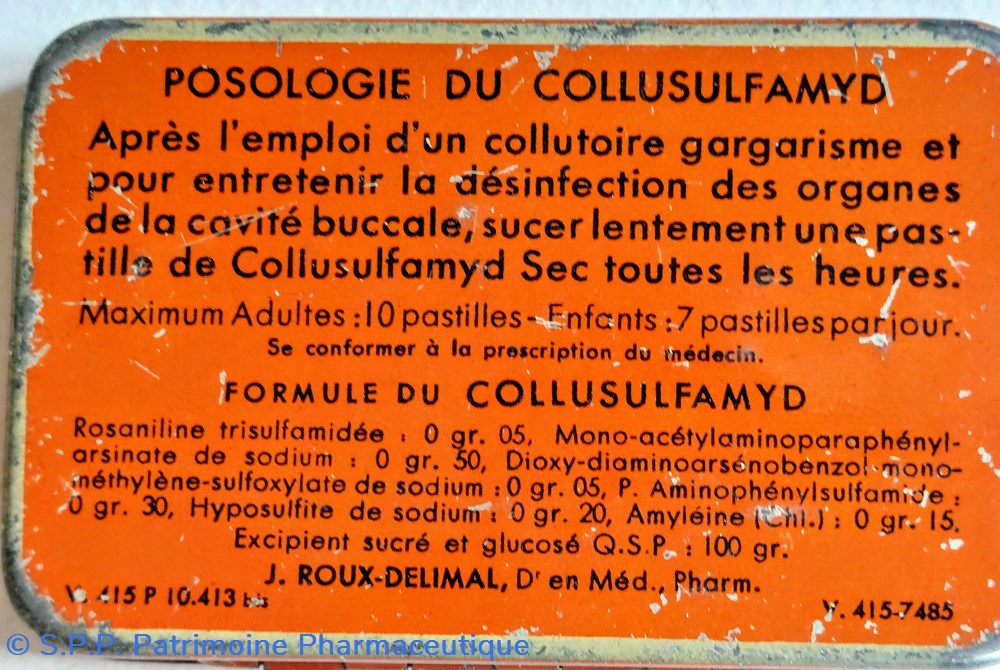 POSOLOGIE DU COLLUSULFAMYD
Après l'emploi d'un collutoire gargarisme et
pour entretenir la désinfection des organes
de la cavité buccale, sucer lentement une pas-
tille de Collusulfamyd Sec toutes les heures.
Maximum Adultes : 10 pastilles - Enfants : 7 pastilles par jour.
Se conformer à la prescription du médecin.
FORMULE DU COLLUSULFAMYD
Rosaniline trisulfamidée : 0 gr. 05, Mono-acétylaminoparaphényl-
arsinate de sodium : 0 gr. 50, Dioxy-diaminoarsénobenzol-mono-
méthylène-sulfoxylate de sodium : 0 gr. 05, P. Aminophénylsulfamide :
0 gr. 30, Hyposulfite de sodium : 0 gr. 20, Amyléine (Chl.) : 0 gr. 15.
Excipient sucré et glucosé Q.S.P. : 100 gr.
J. ROUX-DELIMAL, Dr en Méd., Pharm.
V. 415 P 10.413 bis
V. 415-7485
© S.P.P. Patrimoine Pharmaceutique